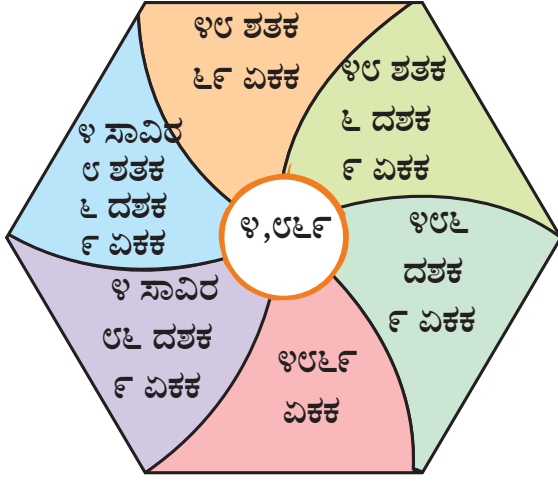 ೪೮ ಶತಕ
೬೯ ಏಕಕ
೪೮ ಶತಕ
೬ ದಶಕ
೯ ಏಕಕ
೪೮೬
ದಶಕ
೯ ಏಕಕ
೪೮೬೯
ಏಕಕ
೪ ಸಾವಿರ
೮೬ ದಶಕ
೯ ಏಕಕ
೪ ಸಾವಿರ
೮ ಶತಕ
೬ ದಶಕ
೯ ಏಕಕ
೪,೮೬೯